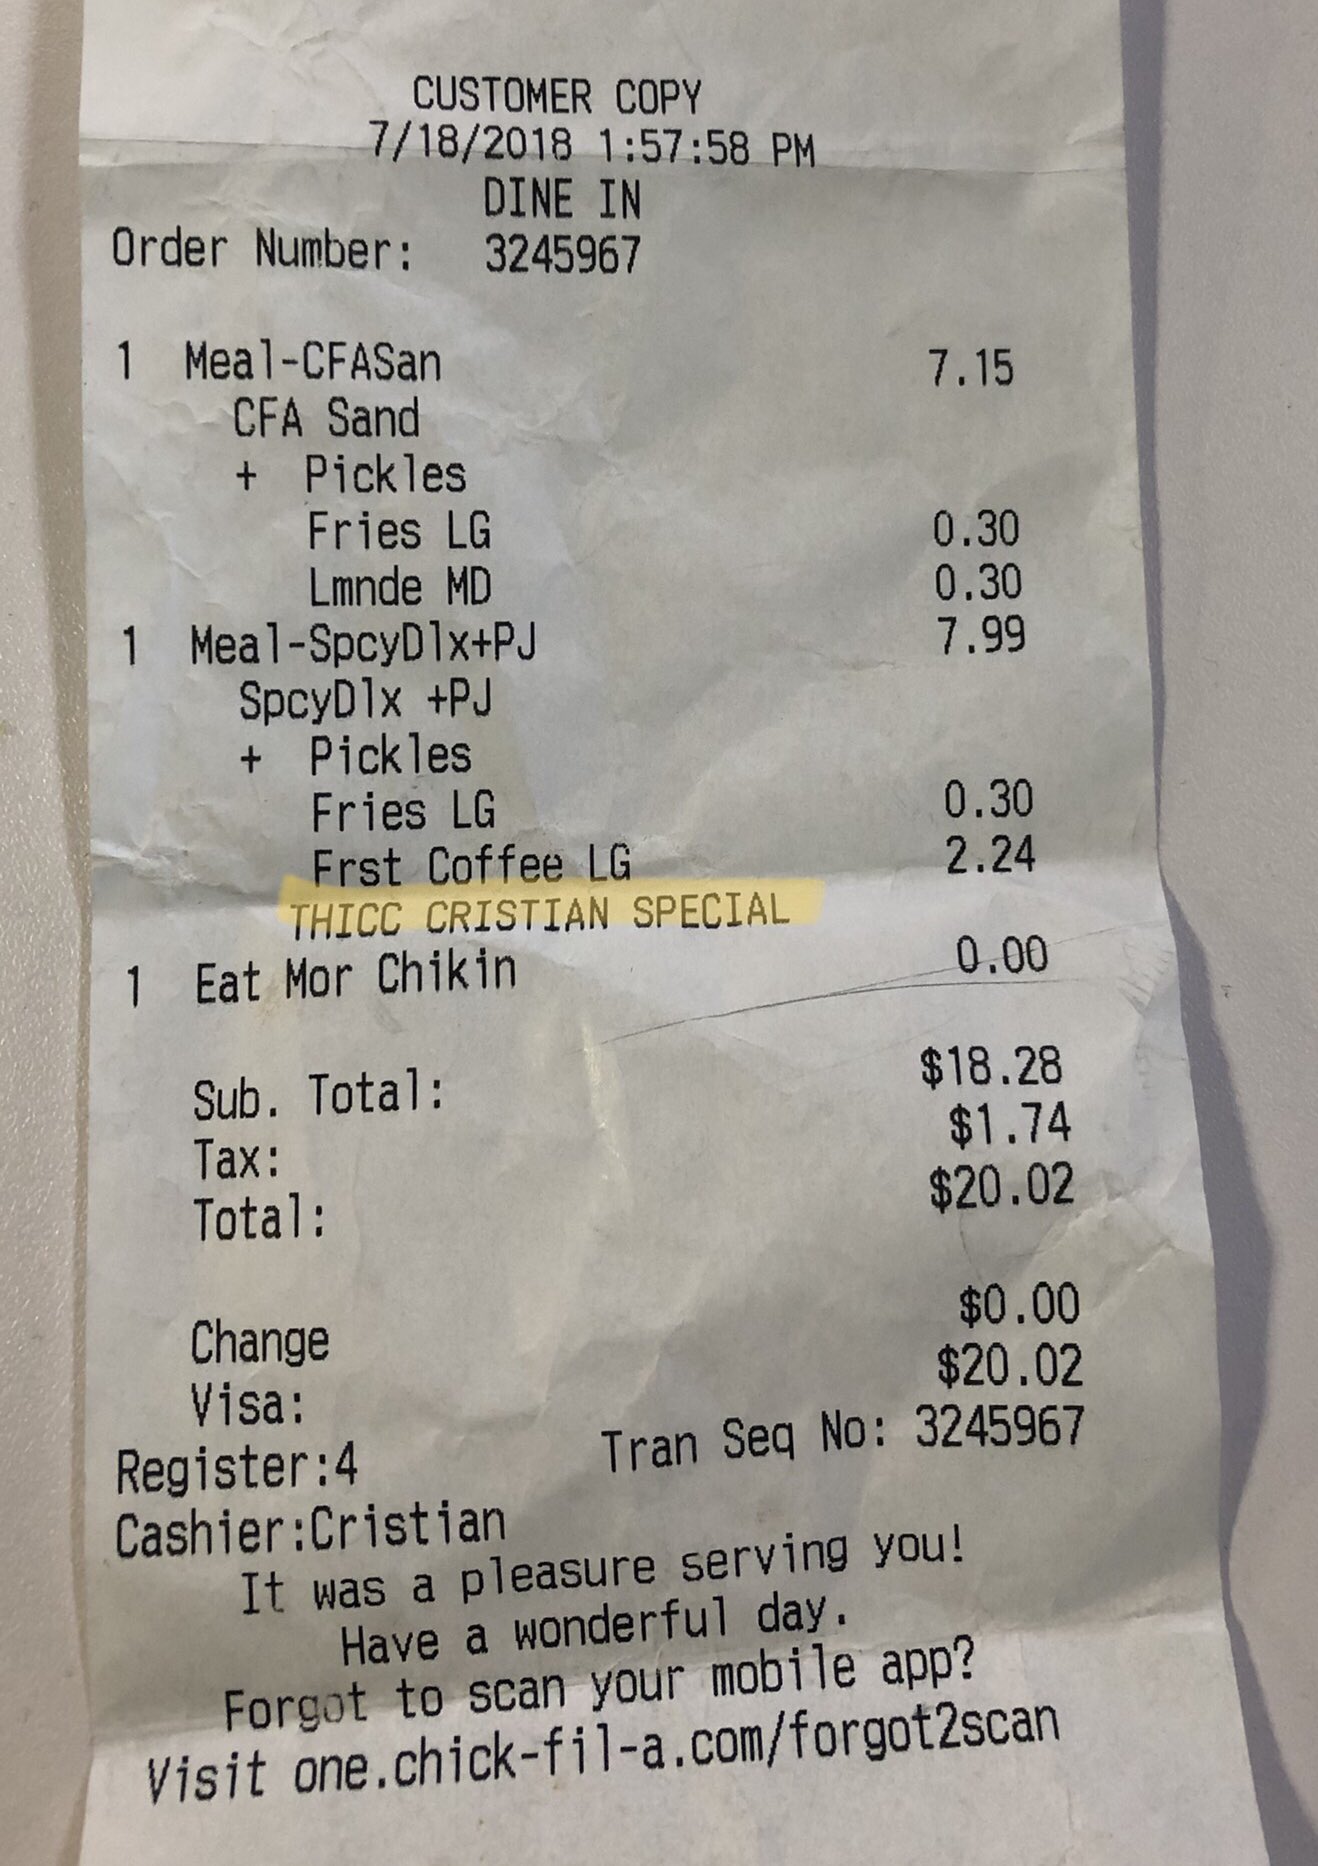 CUSTOMER COPY
7/18/2018 1:57:58 PM
DINE IN
Order Number: 3245967
1 Meal-CFASan 7.15
CFA Sand
+ Pickles
Fries LG 0.30
Lmnde MD 0.30
1 Meal-SpcyDlx+PJ 7.99
SpcyDlx +PJ
+ Pickles
Fries LG 0.30
Frst Coffee LG 2.24
THICC CRISTIAN SPECIAL
1 Eat Mor Chikin 0.00
Sub. Total: $18.28
Tax: $1.74
Total: $20.02
Change $0.00
Visa: $20.02
Register:4 Tran Seq No: 3245967
Cashier:Cristian
It was a pleasure serving you!
Have a wonderful day.
Forgot to scan your mobile app?
Visit one.chick-fil-a.com/forgot2scan